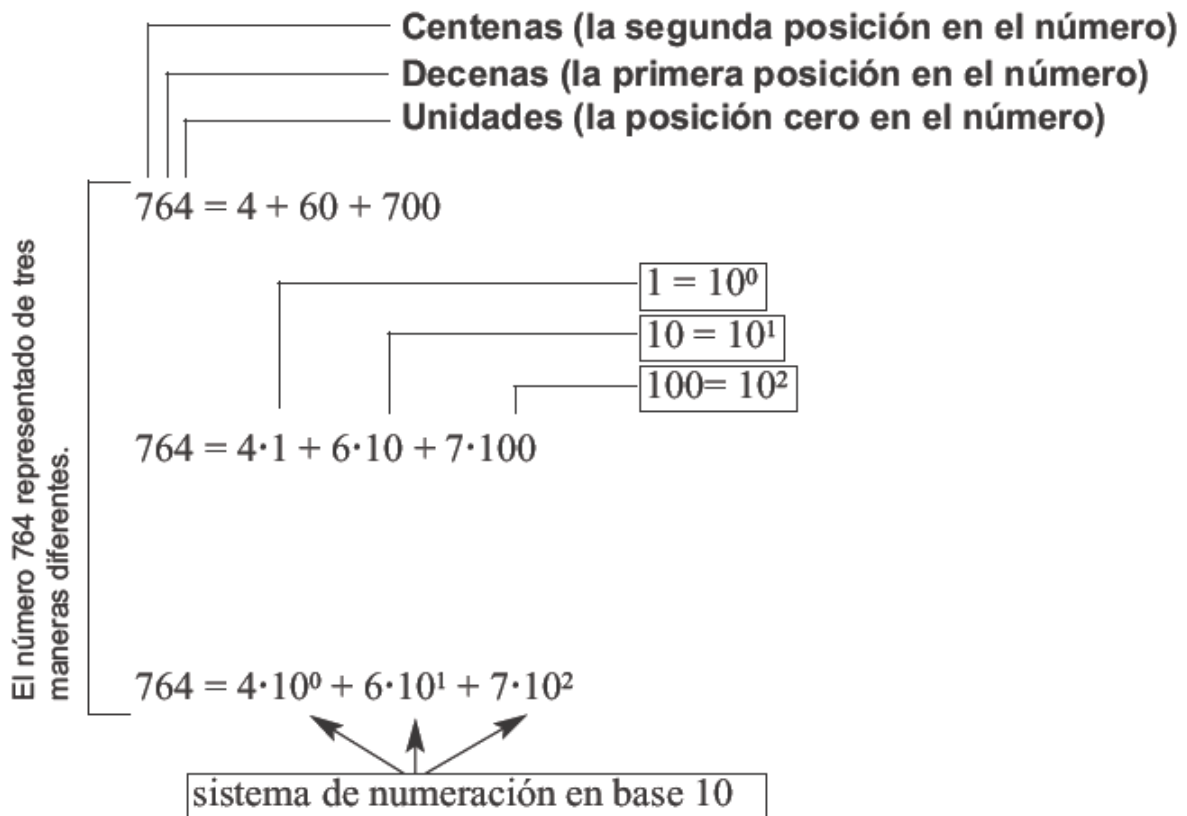 Centenas (la segunda posición en el número)
Decenas (la primera posición en el número)
Unidades (la posición cero en el número)
764 = 4 + 60 + 700
1 = 10⁰
10 = 10¹
100= 10²
764 = 4·1 + 6·10 + 7·100
764 = 4·10⁰ + 6·10¹ + 7·10²
sistema de numeración en base 10
El número 764 representado de tres
maneras diferentes.